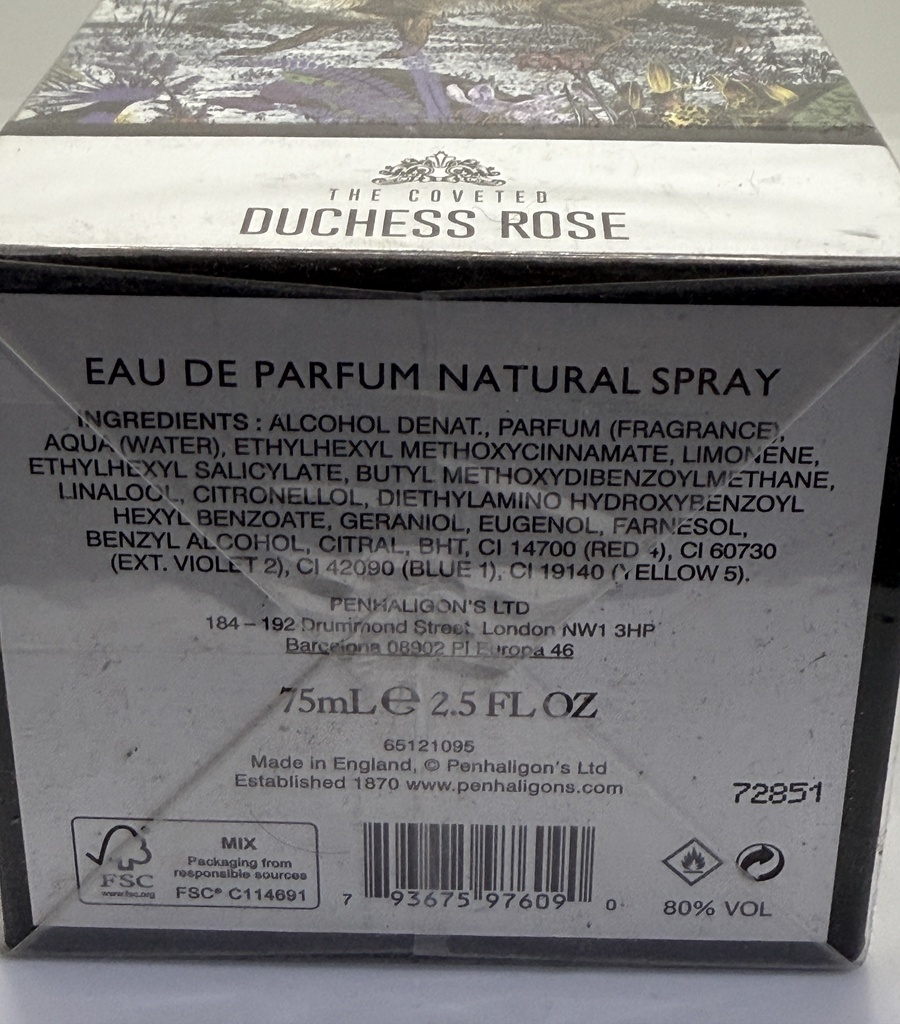 THE COVETED
DUCHESS ROSE
EAU DE PARFUM NATURAL SPRAY
INGREDIENTS : ALCOHOL DENAT., PARFUM (FRAGRANCE),
AQUA (WATER), ETHYLHEXYL METHOXYCINNAMATE, LIMONENE,
ETHYLHEXYL SALICYLATE, BUTYL METHOXYDIBENZOYLMETHANE,
LINALOOL, CITRONELLOL, DIETHYLAMINO HYDROXYBENZOYL
HEXYL BENZOATE, GERANIOL, EUGENOL, FARNESOL,
BENZYL ALCOHOL, CITRAL, BHT, CI 14700 (RED 4), CI 60730
(EXT. VIOLET 2), CI 42090 (BLUE 1), CI 19140 (YELLOW 5).
PENHALIGON'S LTD
184 – 192 Drummond Street, London NW1 3HP
Barcelona 08902 Pl Europa 46
75mL e 2.5 FL OZ
65121095
Made in England, © Penhaligon's Ltd
Established 1870 www.penhaligons.com
72851
FSC
www.fsc.org
MIX
Packaging from
responsible sources
FSC® C114691
7 93675 97609 0
80% VOL